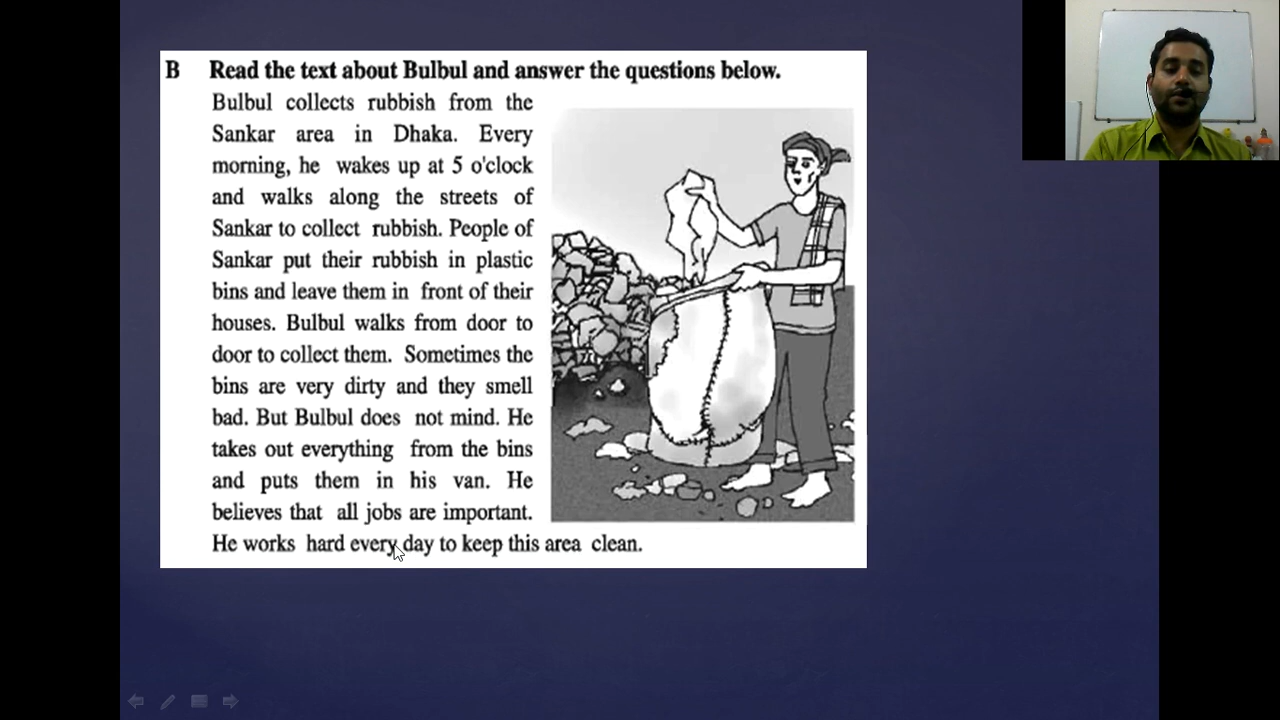 B Read the text about Bulbul and answer the questions below.
Bulbul collects rubbish from the
Sankar area in Dhaka. Every
morning, he wakes up at 5 o'clock
and walks along the streets of
Sankar to collect rubbish. People of
Sankar put their rubbish in plastic
bins and leave them in front of their
houses. Bulbul walks from door to
door to collect them. Sometimes the
bins are very dirty and they smell
bad. But Bulbul does not mind. He
takes out everything from the bins
and puts them in his van. He
believes that all jobs are important.
He works hard every day to keep this area clean.